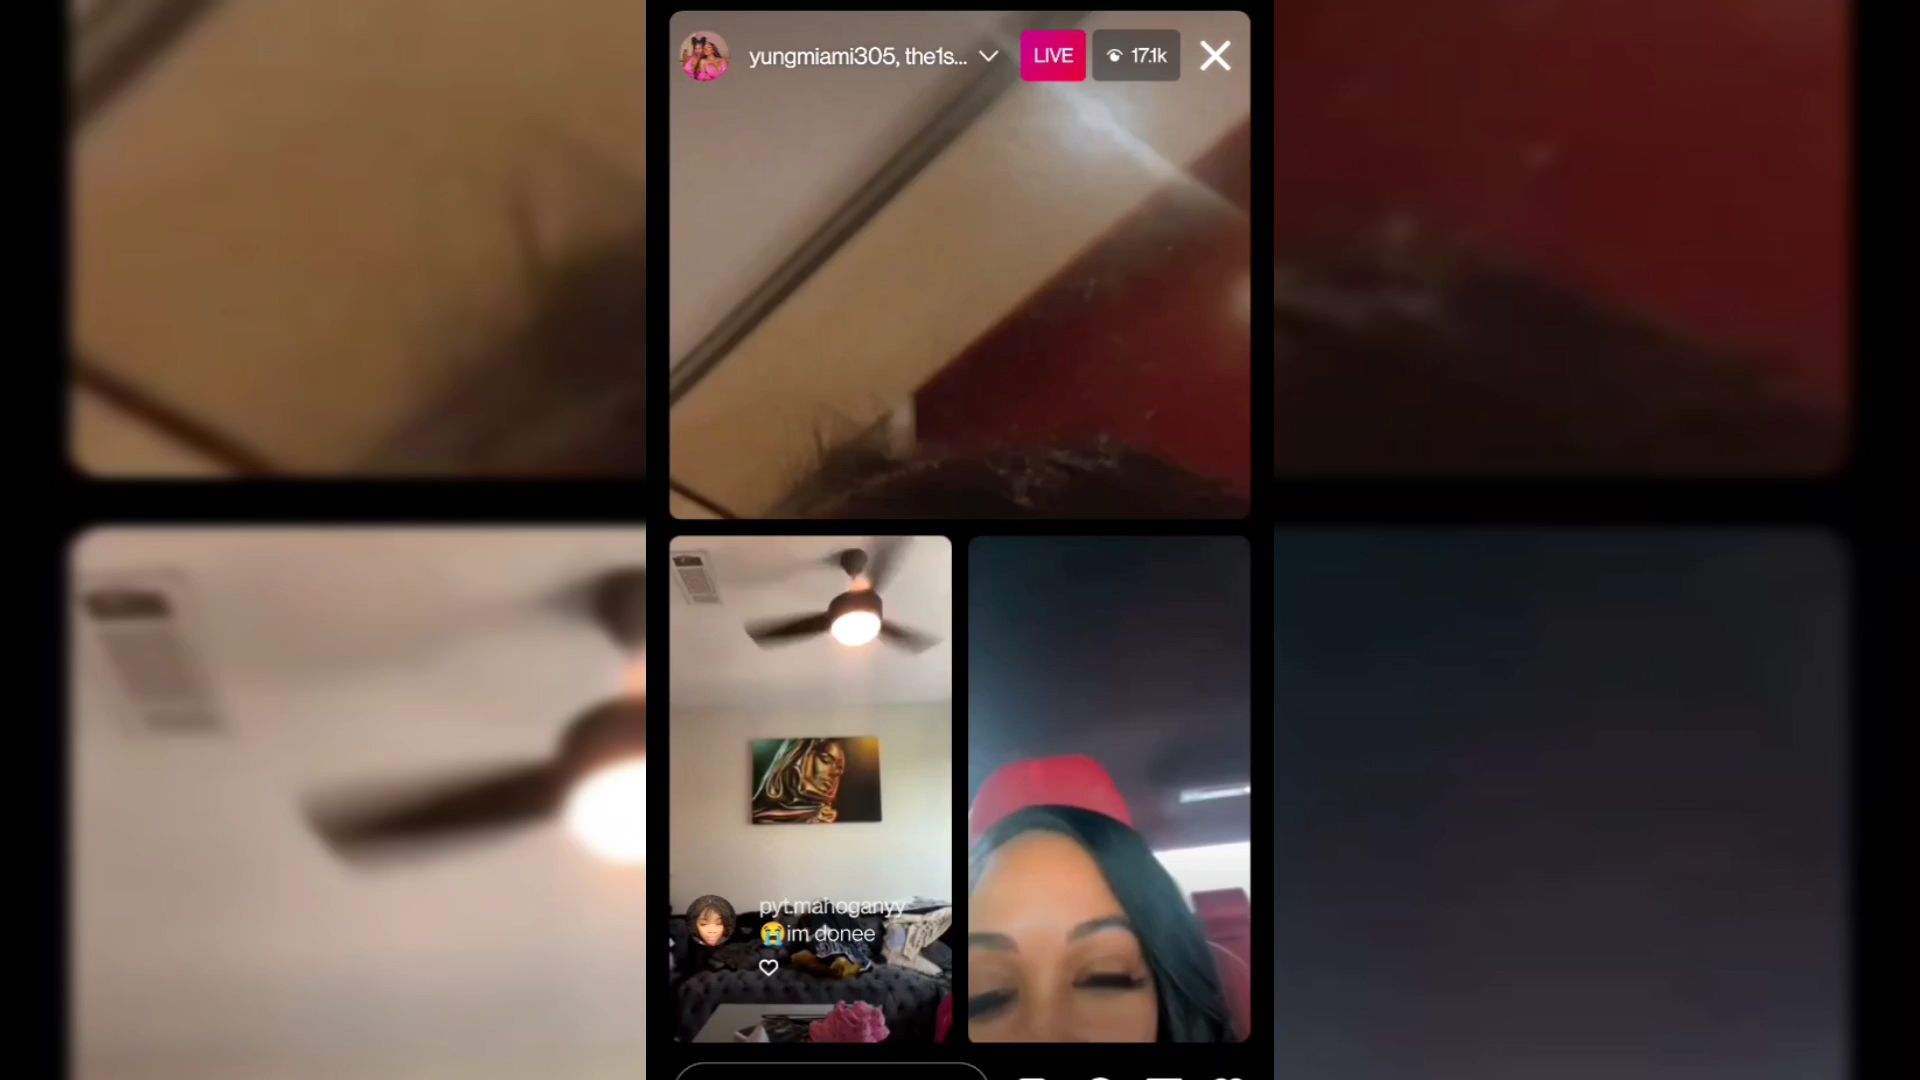 yungmiami305, the1s...
LIVE
17.1k
pyt.mahoganyy
😭im donee